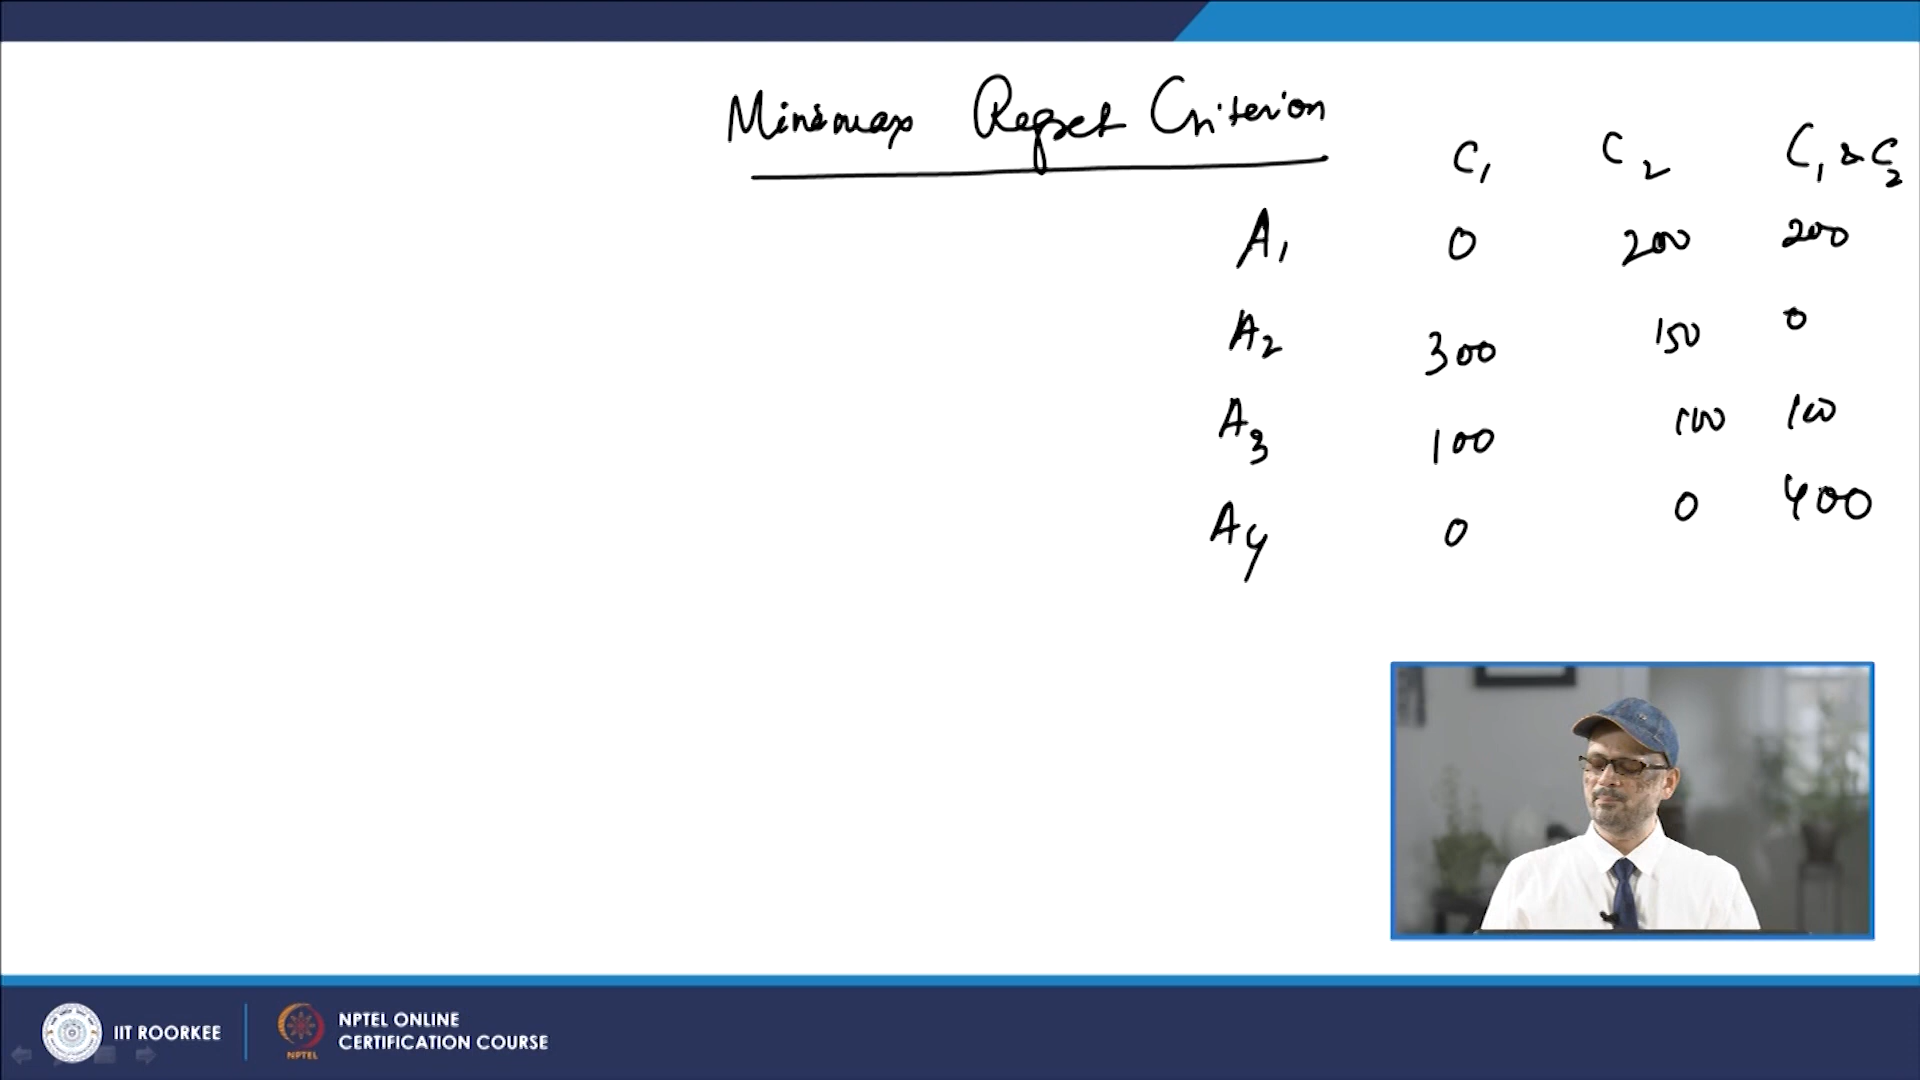 Minimax Regret Criterion
C1 C2 C1 & C2
A1 0 200 200
A2 300 150 0
A3 100 100 100
A4 0 0 400
IIT ROORKEE
NPTEL
NPTEL ONLINE
CERTIFICATION COURSE